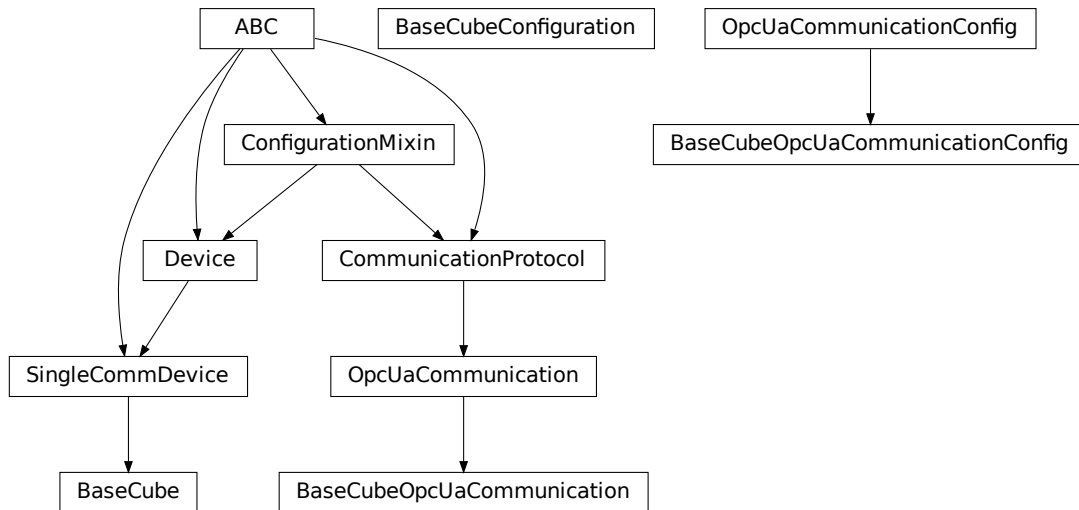 ABC
BaseCubeConfiguration
OpcUaCommunicationConfig
ConfigurationMixin
BaseCubeOpcUaCommunicationConfig
Device
CommunicationProtocol
SingleCommDevice
OpcUaCommunication
BaseCube
BaseCubeOpcUaCommunication